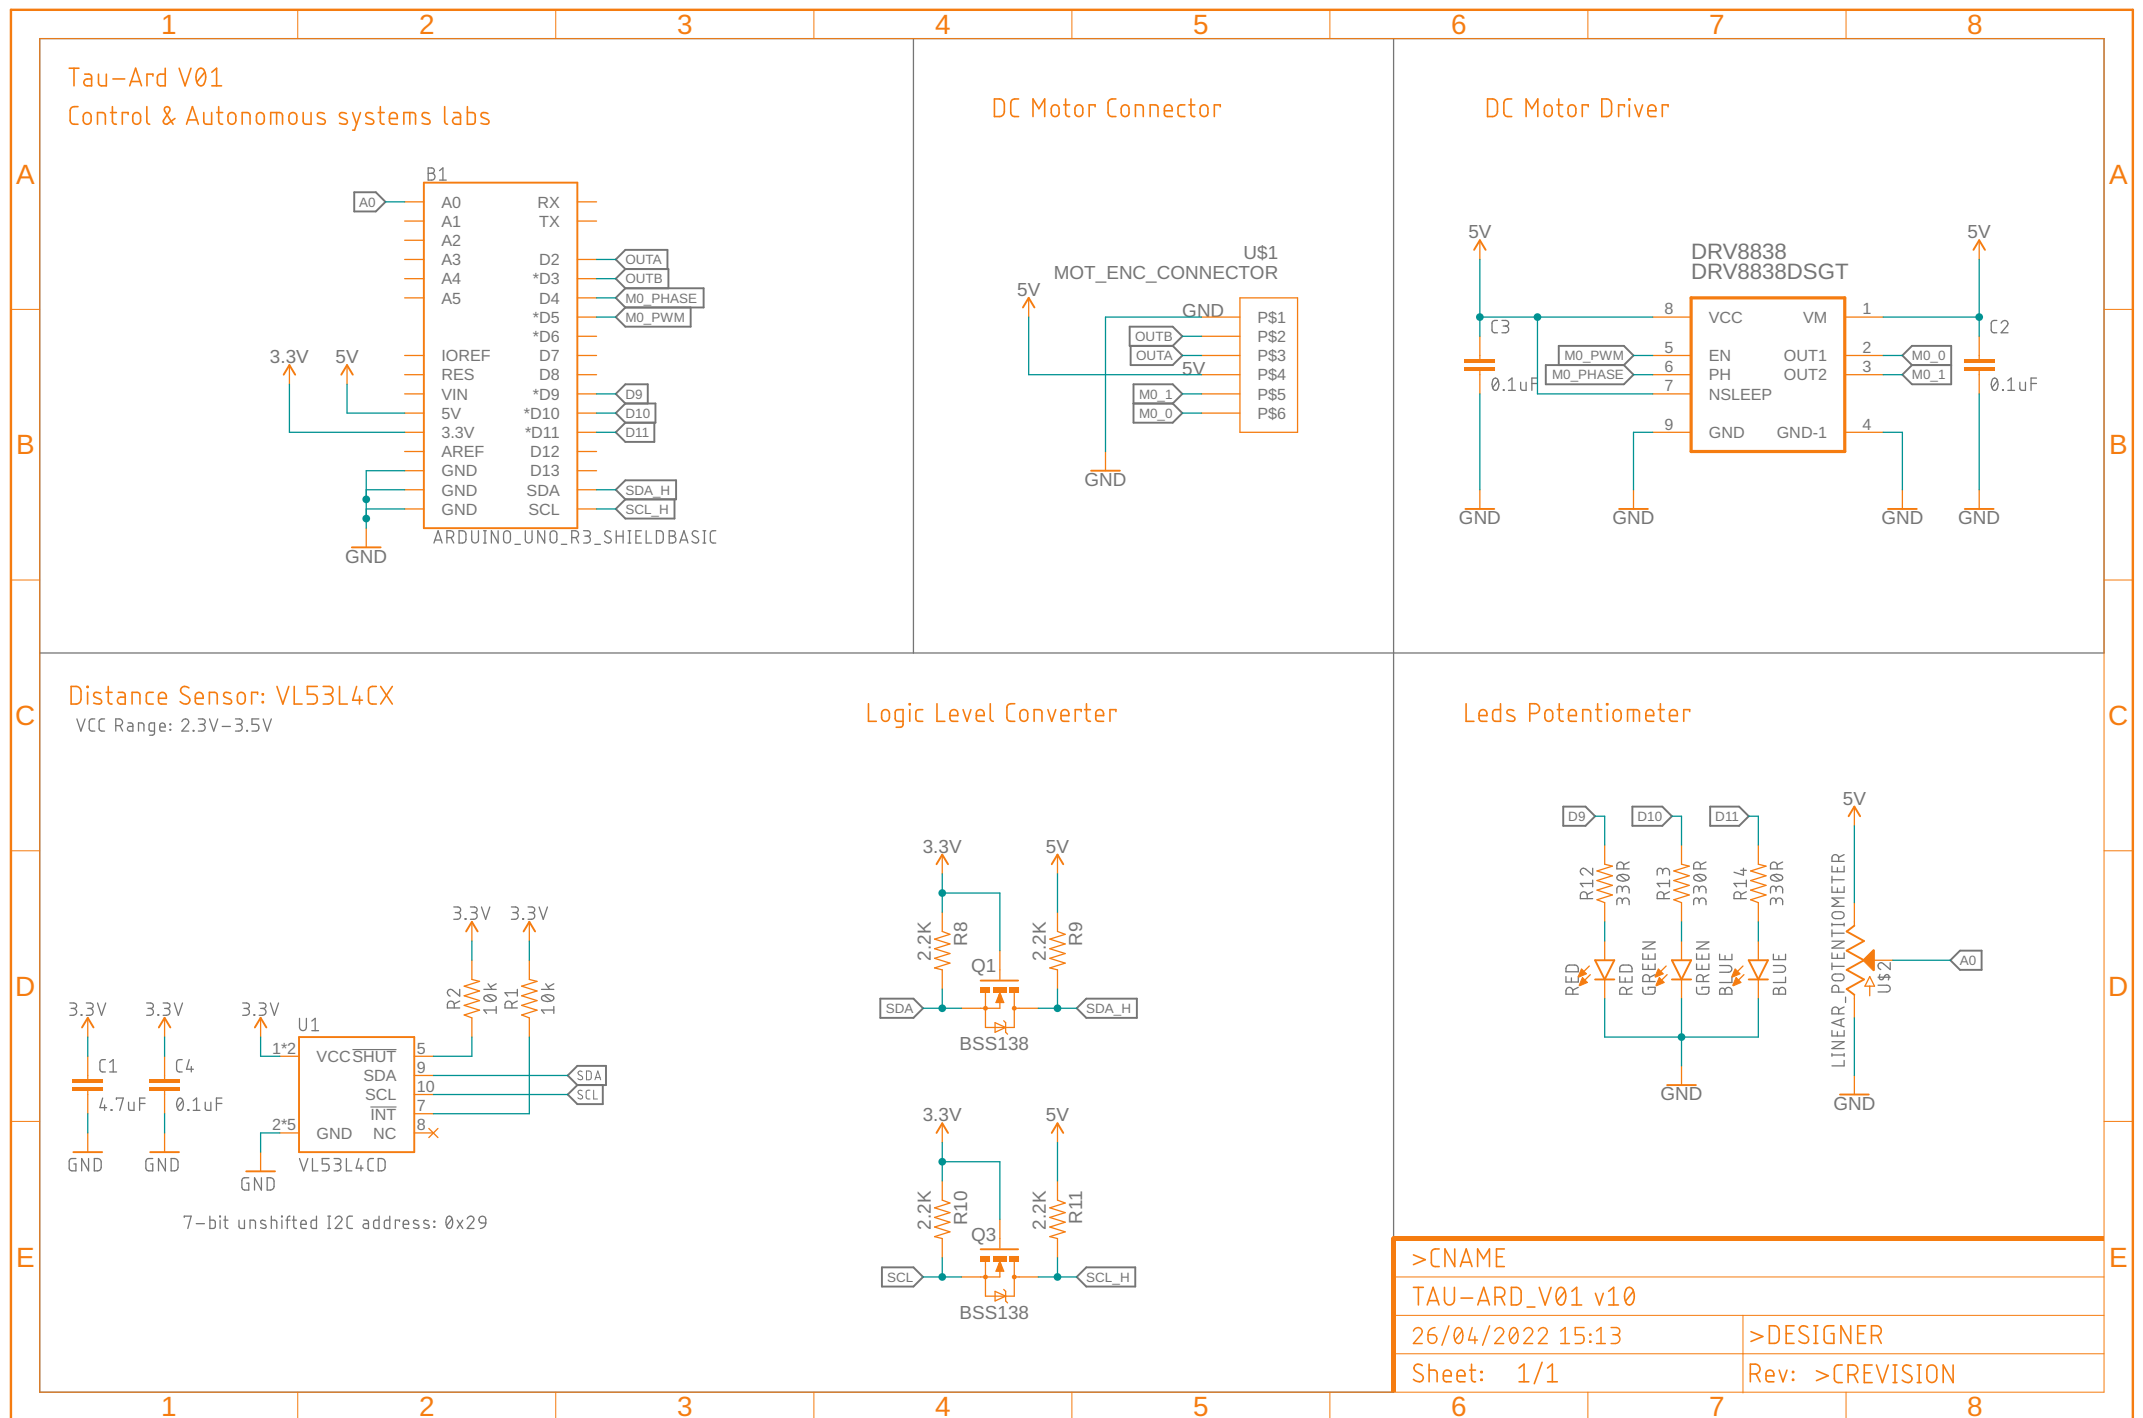 1 2 3 4 5 6 7 8
A A
B B
C C
D D
E E
Tau-Ard V01
Control & Autonomous systems labs
B1
A0
A0 RX
A1 TX
A2
A3 D2 OUTA
A4 *D3 OUTB
A5 D4 M0_PHASE
*D5 M0_PWM
*D6
3.3V 5V
IOREF D7
RES D8
VIN *D9 D9
5V *D10 D10
3.3V *D11 D11
AREF D12
GND D13
GND SDA SDA_H
GND SCL SCL_H
ARDUINO_UNO_R3_SHIELDBASIC
GND
DC Motor Connector
U$1
MOT_ENC_CONNECTOR
5V
GND P$1
OUTB P$2
OUTA P$3
5V P$4
M0_1 P$5
M0_0 P$6
GND
DC Motor Driver
5V 5V
DRV8838
DRV8838DSGT
C3 8 VCC VM 1 C2
M0_PWM 5 EN OUT1 2 M0_0
M0_PHASE 6 PH OUT2 3 M0_1
0.1uF 7 NSLEEP 0.1uF
9 GND GND-1 4
GND GND GND GND
Distance Sensor: VL53L4CX
VCC Range: 2.3V-3.5V
3.3V 3.3V
R2 10k R1 10k
3.3V 3.3V 3.3V
U1
C1 C4
4.7uF 0.1uF
1*2 VCC SHUT 5
SDA 9 SDA
SCL 10 SCL
INT 7
2*5 GND NC 8
GND GND GND
VL53L4CD
7-bit unshifted I2C address: 0x29
Logic Level Converter
3.3V 5V
2.2K R8 2.2K R9
Q1
SDA SDA_H
BSS138
3.3V 5V
2.2K R10 2.2K R11
Q3
SCL SCL_H
BSS138
Leds Potentiometer
5V
D9 D10 D11
R12 330R R13 330R R14 330R
RED RED GREEN GREEN BLUE BLUE
LINEAR_POTENTIOMETER
U$2
A0
GND
GND
>CNAME
TAU-ARD_V01 v10
26/04/2022 15:13 >DESIGNER
Sheet: 1/1 Rev: >CREVISION
1 2 3 4 5 6 7 8